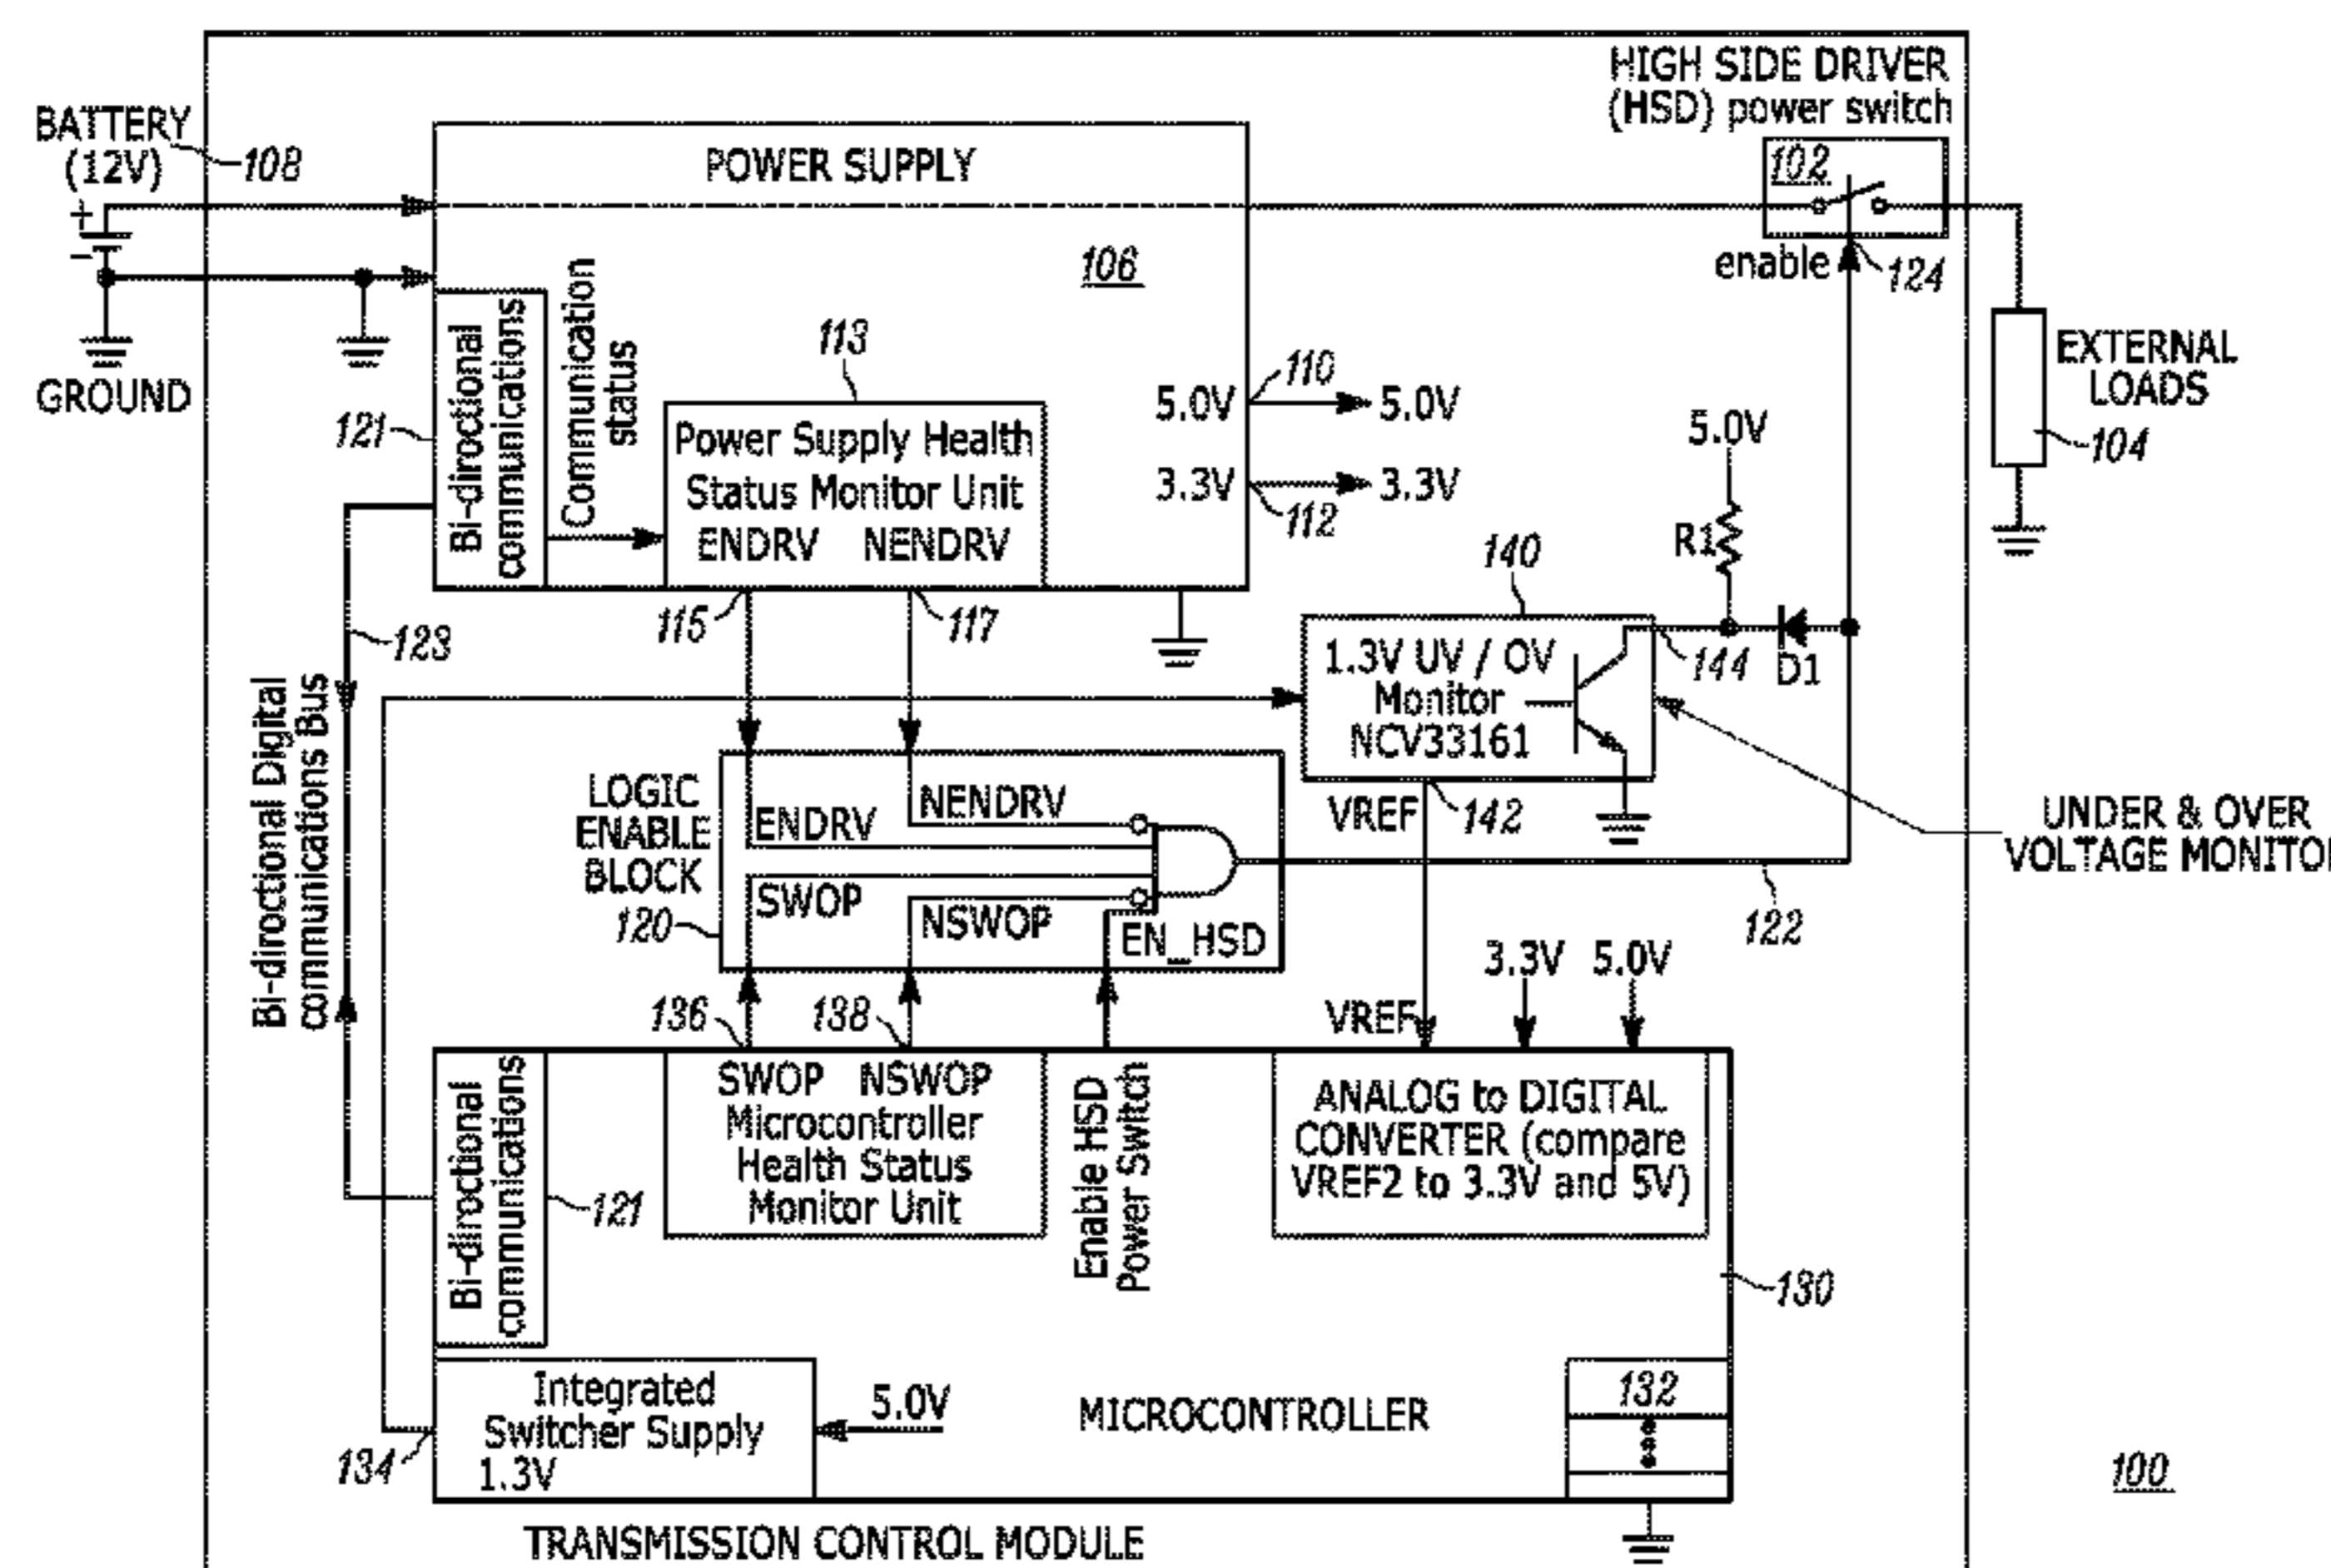 HIGH SIDE DRIVER
(HSD) power switch
BATTERY
(12V)
108
+
-
GROUND
POWER SUPPLY
106
102
enable
124
EXTERNAL
LOADS
104
Bi-diroctional
communications
121
Communication
status
113
Power Supply Health
Status Monitor Unit
ENDRV NENDRV
5.0V
110
5.0V
3.3V
112
3.3V
115
117
5.0V
R1
D1
140
1.3V UV / OV
Monitor
NCV33161
144
VREF
142
UNDER & OVER
VOLTAGE MONITO
123
Bi-diroctional Digital
communications Bus
LOGIC
ENABLE
BLOCK
120
ENDRV
NENDRV
SWOP
NSWOP
EN_HSD
122
136
138
VREF
3.3V 5.0V
Bi-diroctional
communications
121
SWOP NSWOP
Microcontroller
Health Status
Monitor Unit
Enable HSD
Power Switch
ANALOG to DIGITAL
CONVERTER (compare
VREF2 to 3.3V and 5V)
130
134
Integrated
Switcher Supply
1.3V
5.0V
MICROCONTROLLER
132
TRANSMISSION CONTROL MODULE
100